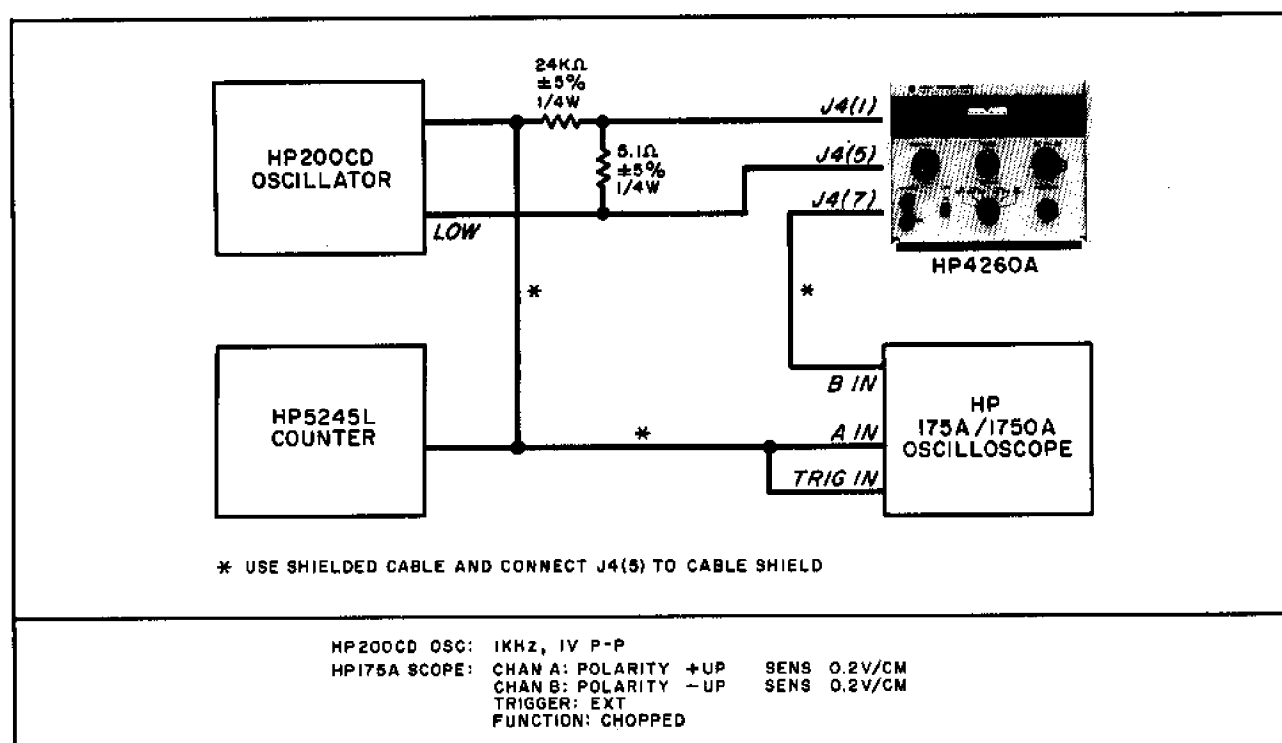 24KΩ
±5%
1/4W
J4(1)
HP200CD
OSCILLATOR
5.1Ω
±5%
1/4W
J4(5)
J4(7)
LOW
HP4260A
*
*
HP5245L
COUNTER
*
B IN
A IN
TRIG IN
HP
175A/1750A
OSCILLOSCOPE
* USE SHIELDED CABLE AND CONNECT J4(5) TO CABLE SHIELD
HP200CD OSC: 1KHz, 1V P-P
HP175A SCOPE: CHAN A: POLARITY +UP SENS 0.2V/CM
CHAN B: POLARITY -UP SENS 0.2V/CM
TRIGGER: EXT
FUNCTION: CHOPPED